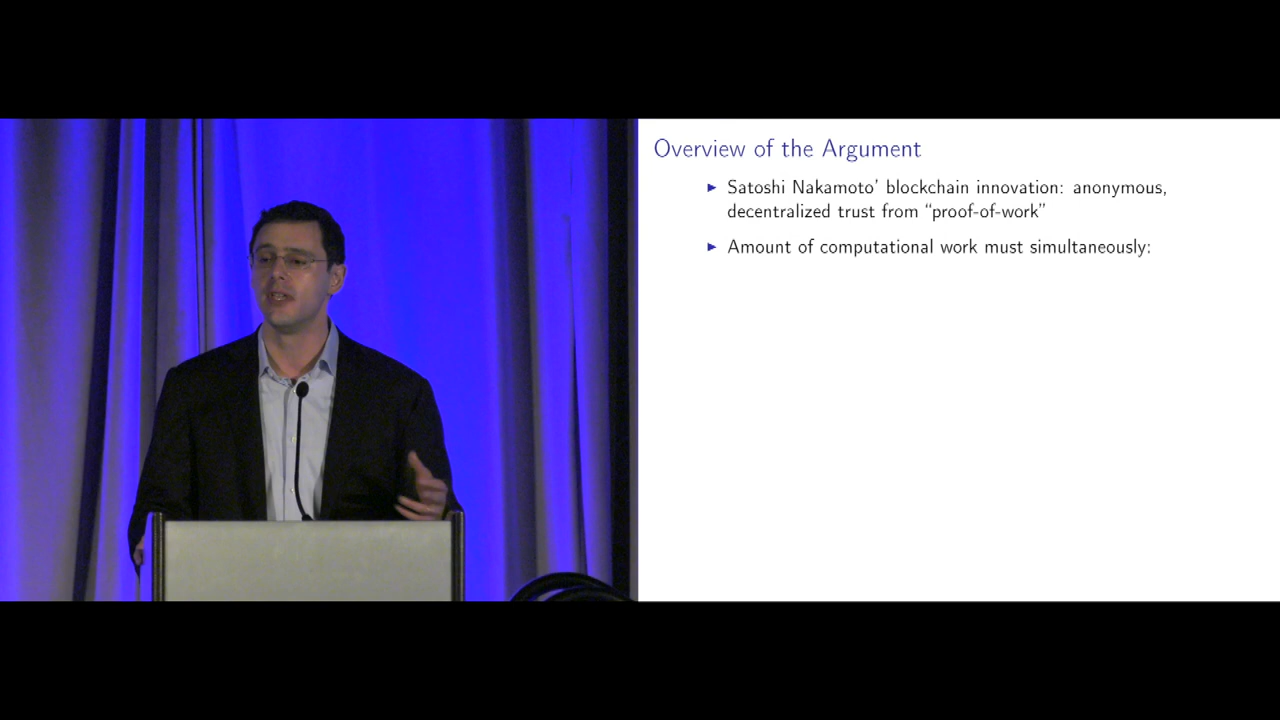 Overview of the Argument
▶ Satoshi Nakamoto' blockchain innovation: anonymous,
decentralized trust from “proof-of-work”
▶ Amount of computational work must simultaneously: